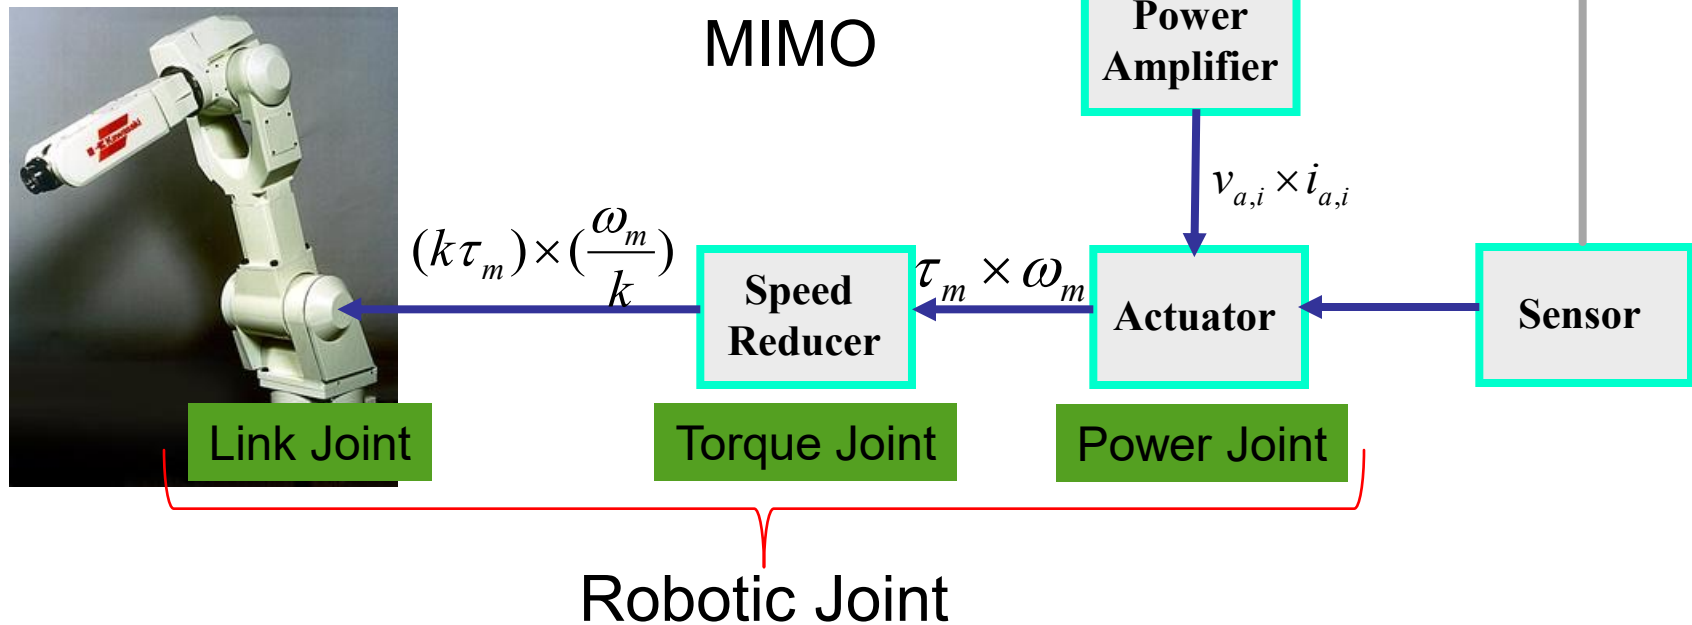 MIMO
Power
Amplifier
Kawasaki
v_{a,i} × i_{a,i}
(kτ_m) × (ω_m / k)
τ_m × ω_m
Speed
Reducer
Actuator
Sensor
Link Joint
Torque Joint
Power Joint
Robotic Joint